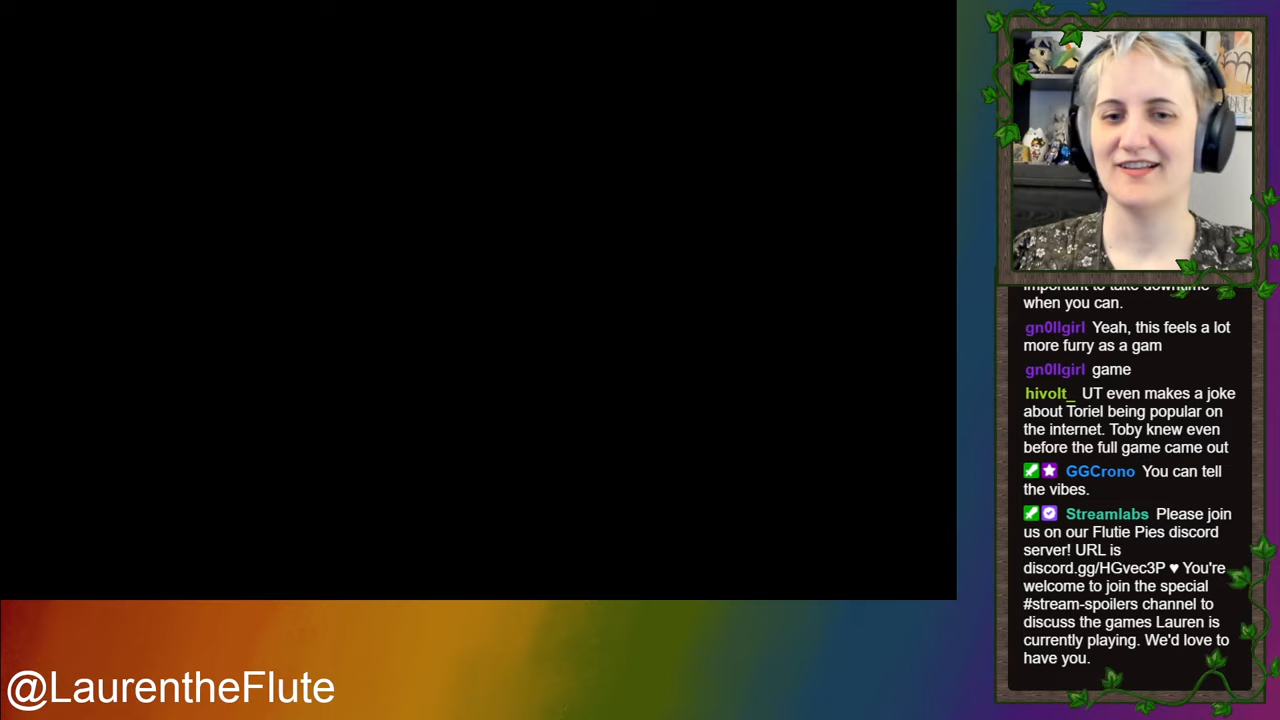 important to take downtime
when you can.
gn0llgirl Yeah, this feels a lot
more furry as a gam
gn0llgirl game
hivolt_ UT even makes a joke
about Toriel being popular on
the internet. Toby knew even
before the full game came out
GGCrono You can tell
the vibes.
Streamlabs Please join
us on our Flutie Pies discord
server! URL is
discord.gg/HGvec3P ♥ You're
welcome to join the special
#stream-spoilers channel to
discuss the games Lauren is
currently playing. We'd love to
have you.
@LaurentheFlute